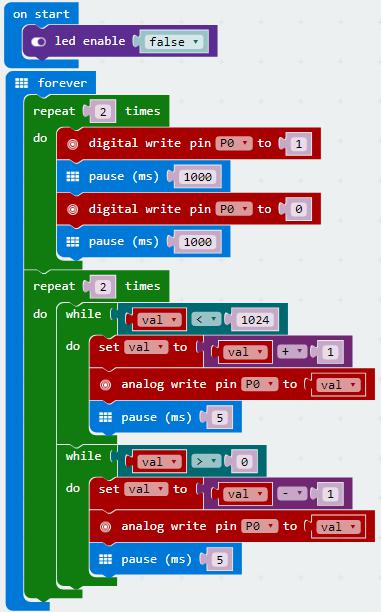 on start
led enable false
forever
repeat 2 times
do
digital write pin P0 to 1
pause (ms) 1000
digital write pin P0 to 0
pause (ms) 1000
repeat 2 times
do while val < 1024
do set val to val + 1
analog write pin P0 to val
pause (ms) 5
while val > 0
do set val to val - 1
analog write pin P0 to val
pause (ms) 5